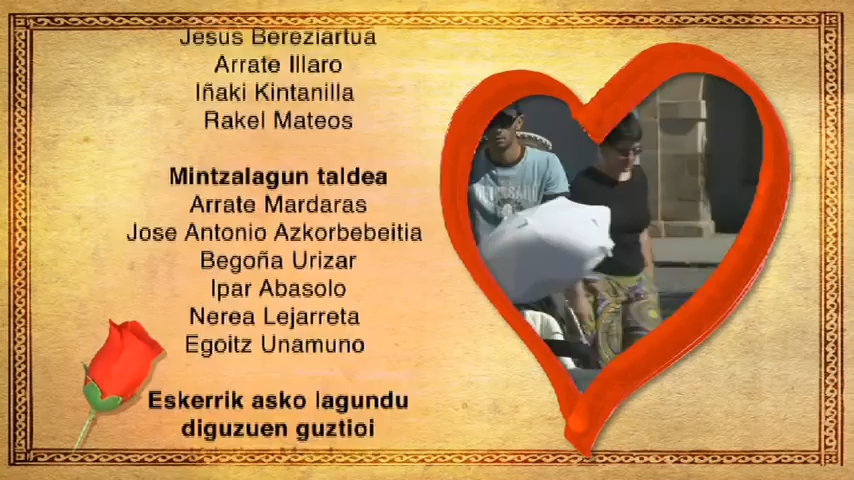 Jesus Bereziartua
Arrate Illaro
Iñaki Kintanilla
Rakel Mateos
Mintzalagun taldea
Arrate Mardaras
Jose Antonio Azkorbebeitia
Begoña Urizar
Ipar Abasolo
Nerea Lejarreta
Egoitz Unamuno
Eskerrik asko lagundu
diguzuen guztioi